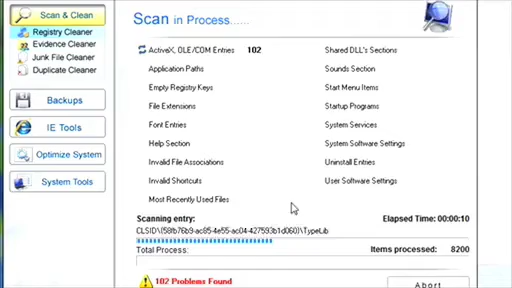 Scan & Clean
Registry Cleaner
Evidence Cleaner
Junk File Cleaner
Duplicate Cleaner
Backups
IE Tools
Optimize System
System Tools
Scan in Process......
ActiveX, OLE/COM Entries 102
Shared DLL's Sections
Application Paths
Sounds Section
Empty Registry Keys
Start Menu Items
File Extensions
Startup Programs
Font Entries
System Services
Help Section
System Software Settings
Invalid File Associations
Uninstall Entries
Invalid Shortcuts
User Software Settings
Most Recently Used Files
Scanning entry:
Elapsed Time: 00:00:10
CLSID\{58fb76b9-ac85-4e55-ac04-427593b1d060}\TypeLib
Total Process:
Items processed: 8200
102 Problems Found
Abort